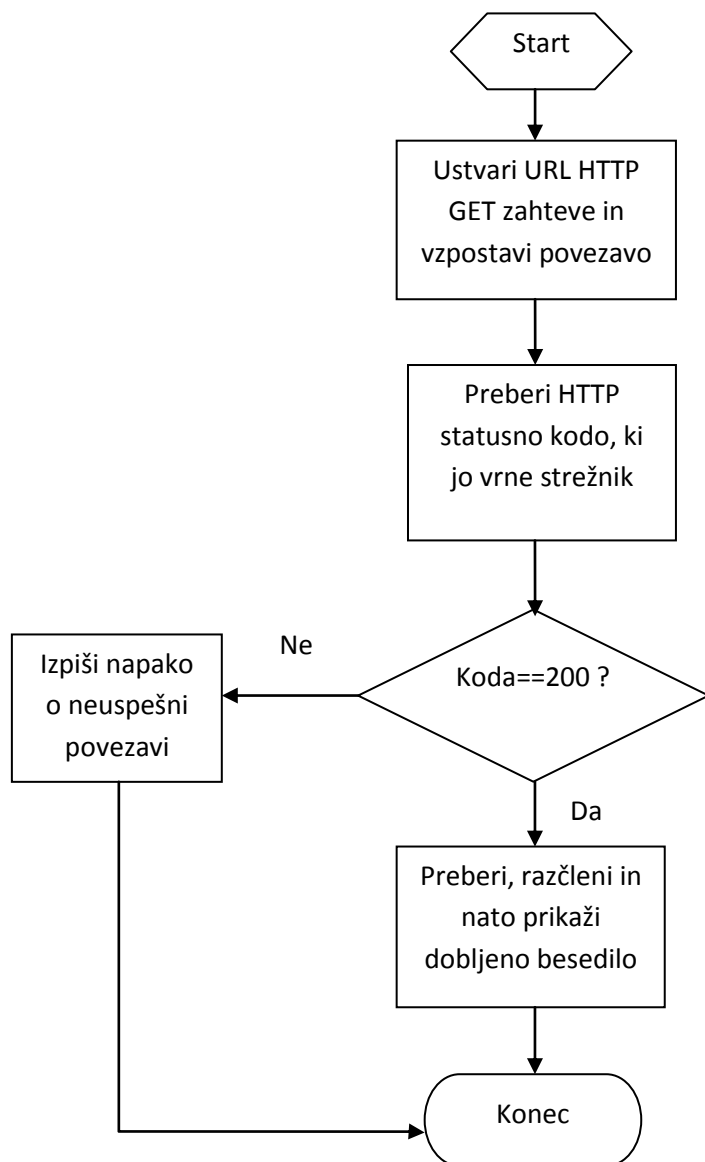 Start
Ustvari URL HTTP
GET zahteve in
vzpostavi povezavo
Preberi HTTP
statusno kodo, ki
jo vrne strežnik
Koda==200 ?
Ne
Izpiši napako
o neuspešni
povezavi
Da
Preberi, razčleni in
nato prikaži
dobljeno besedilo
Konec